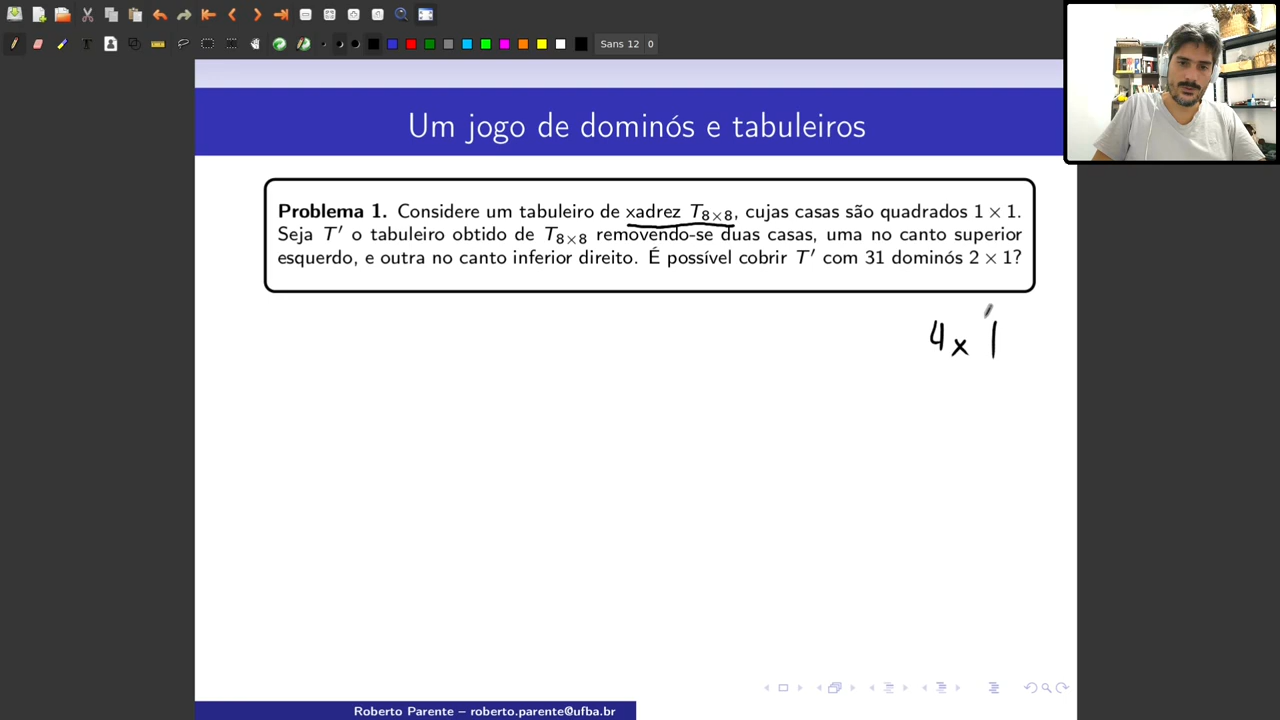 Sans 12 0
Um jogo de dominós e tabuleiros
Problema 1. Considere um tabuleiro de xadrez T8×8, cujas casas são quadrados 1 × 1.
Seja T′ o tabuleiro obtido de T8×8 removendo-se duas casas, uma no canto superior
esquerdo, e outra no canto inferior direito. É possível cobrir T′ com 31 dominós 2 × 1?
4x 1
Roberto Parente – roberto.parente@ufba.br